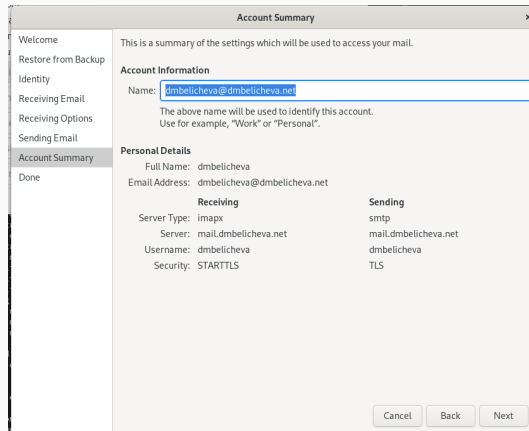 Account Summary
Welcome
Restore from Backup
Identity
Receiving Email
Receiving Options
Sending Email
Account Summary
Done
This is a summary of the settings which will be used to access your mail.
Account Information
Name: dmbelicheva@dmbelicheva.net
The above name will be used to identify this account.
Use for example, "Work" or "Personal".
Personal Details
Full Name: dmbelicheva
Email Address: dmbelicheva@dmbelicheva.net
Receiving Sending
Server Type: imapx smtp
Server: mail.dmbelicheva.net mail.dmbelicheva.net
Username: dmbelicheva dmbelicheva
Security: STARTTLS TLS
Cancel Back Next